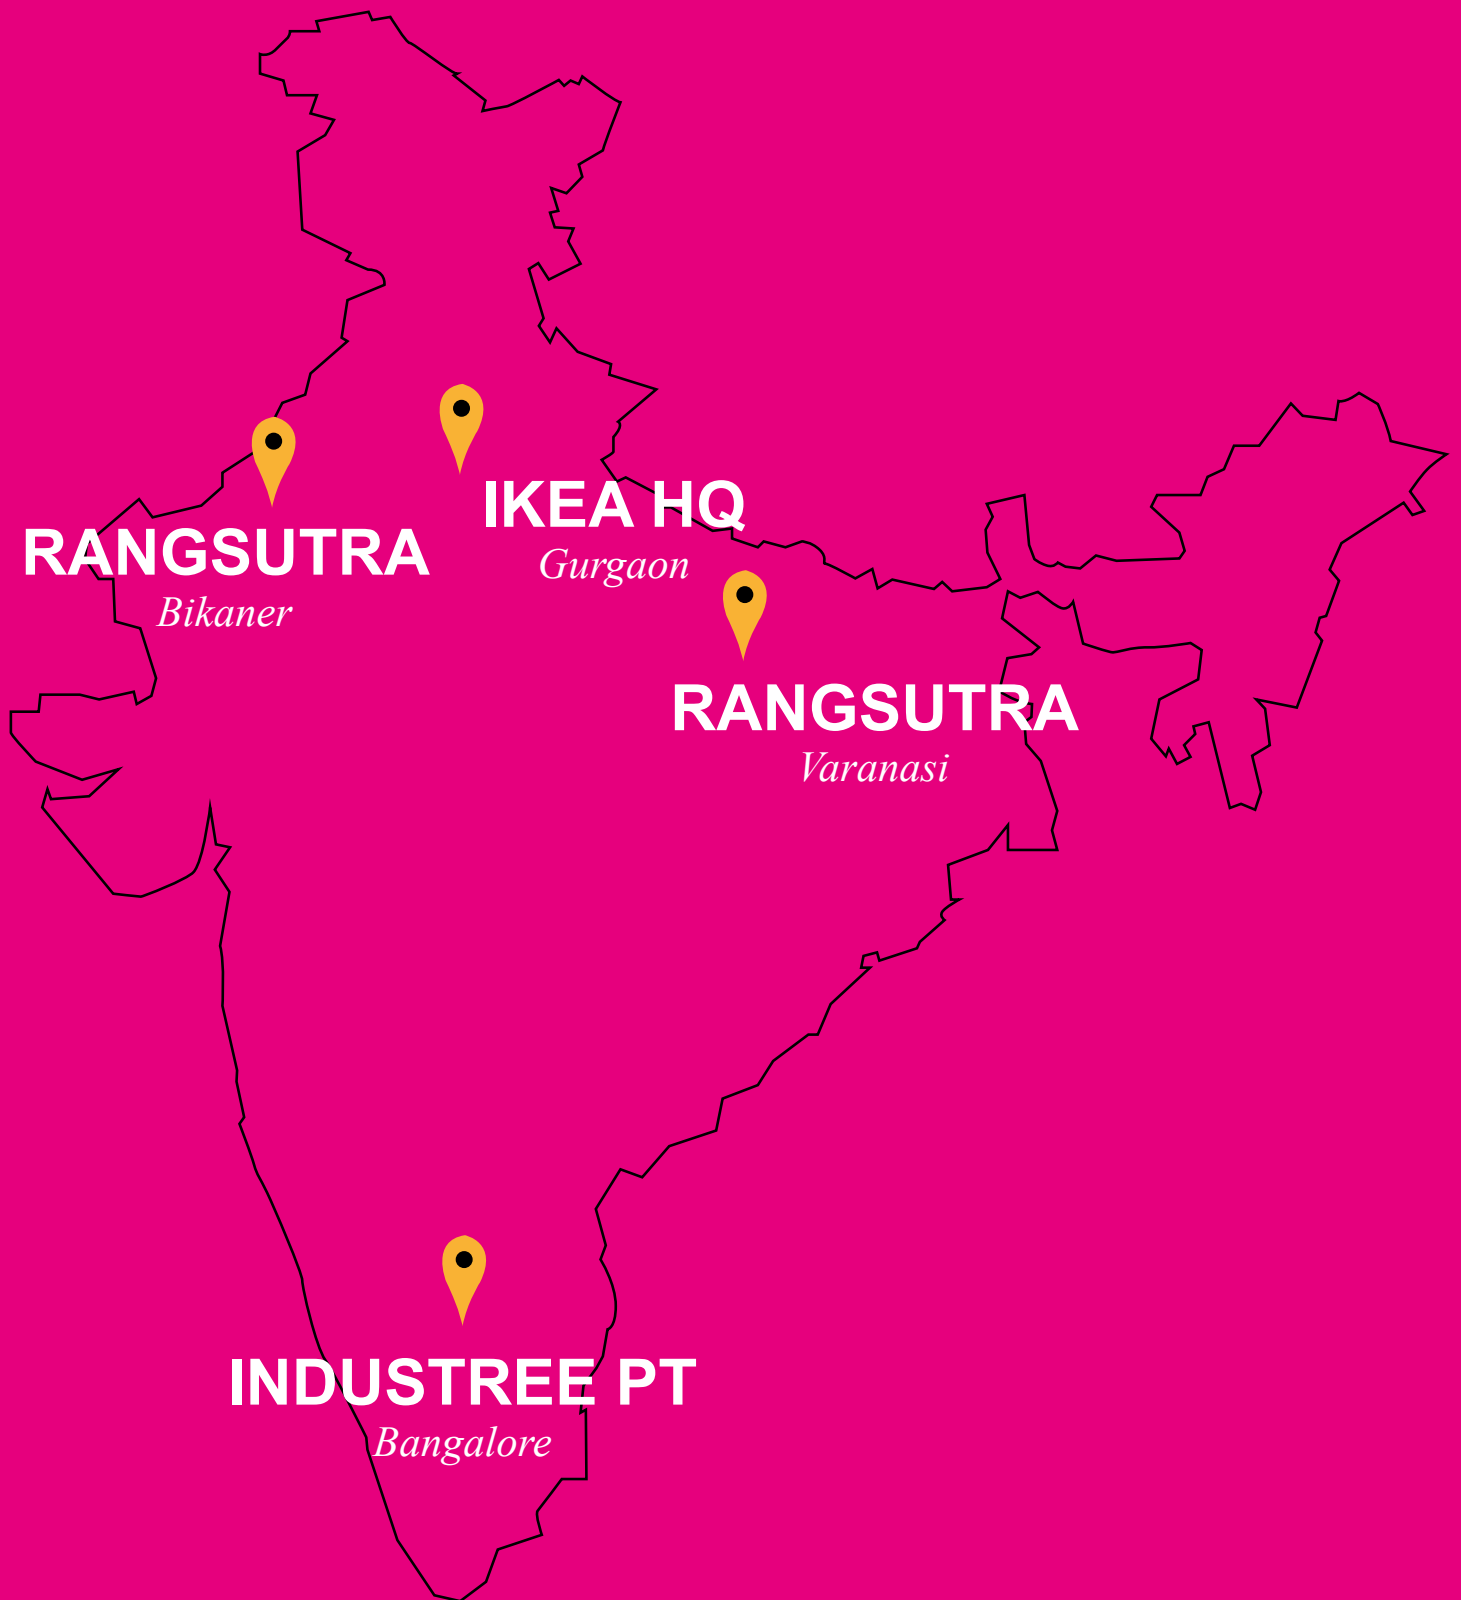 IKEA HQ
Gurgaon
RANGSUTRA
Bikaner
RANGSUTRA
Varanasi
INDUSTREE PT
Bangalore